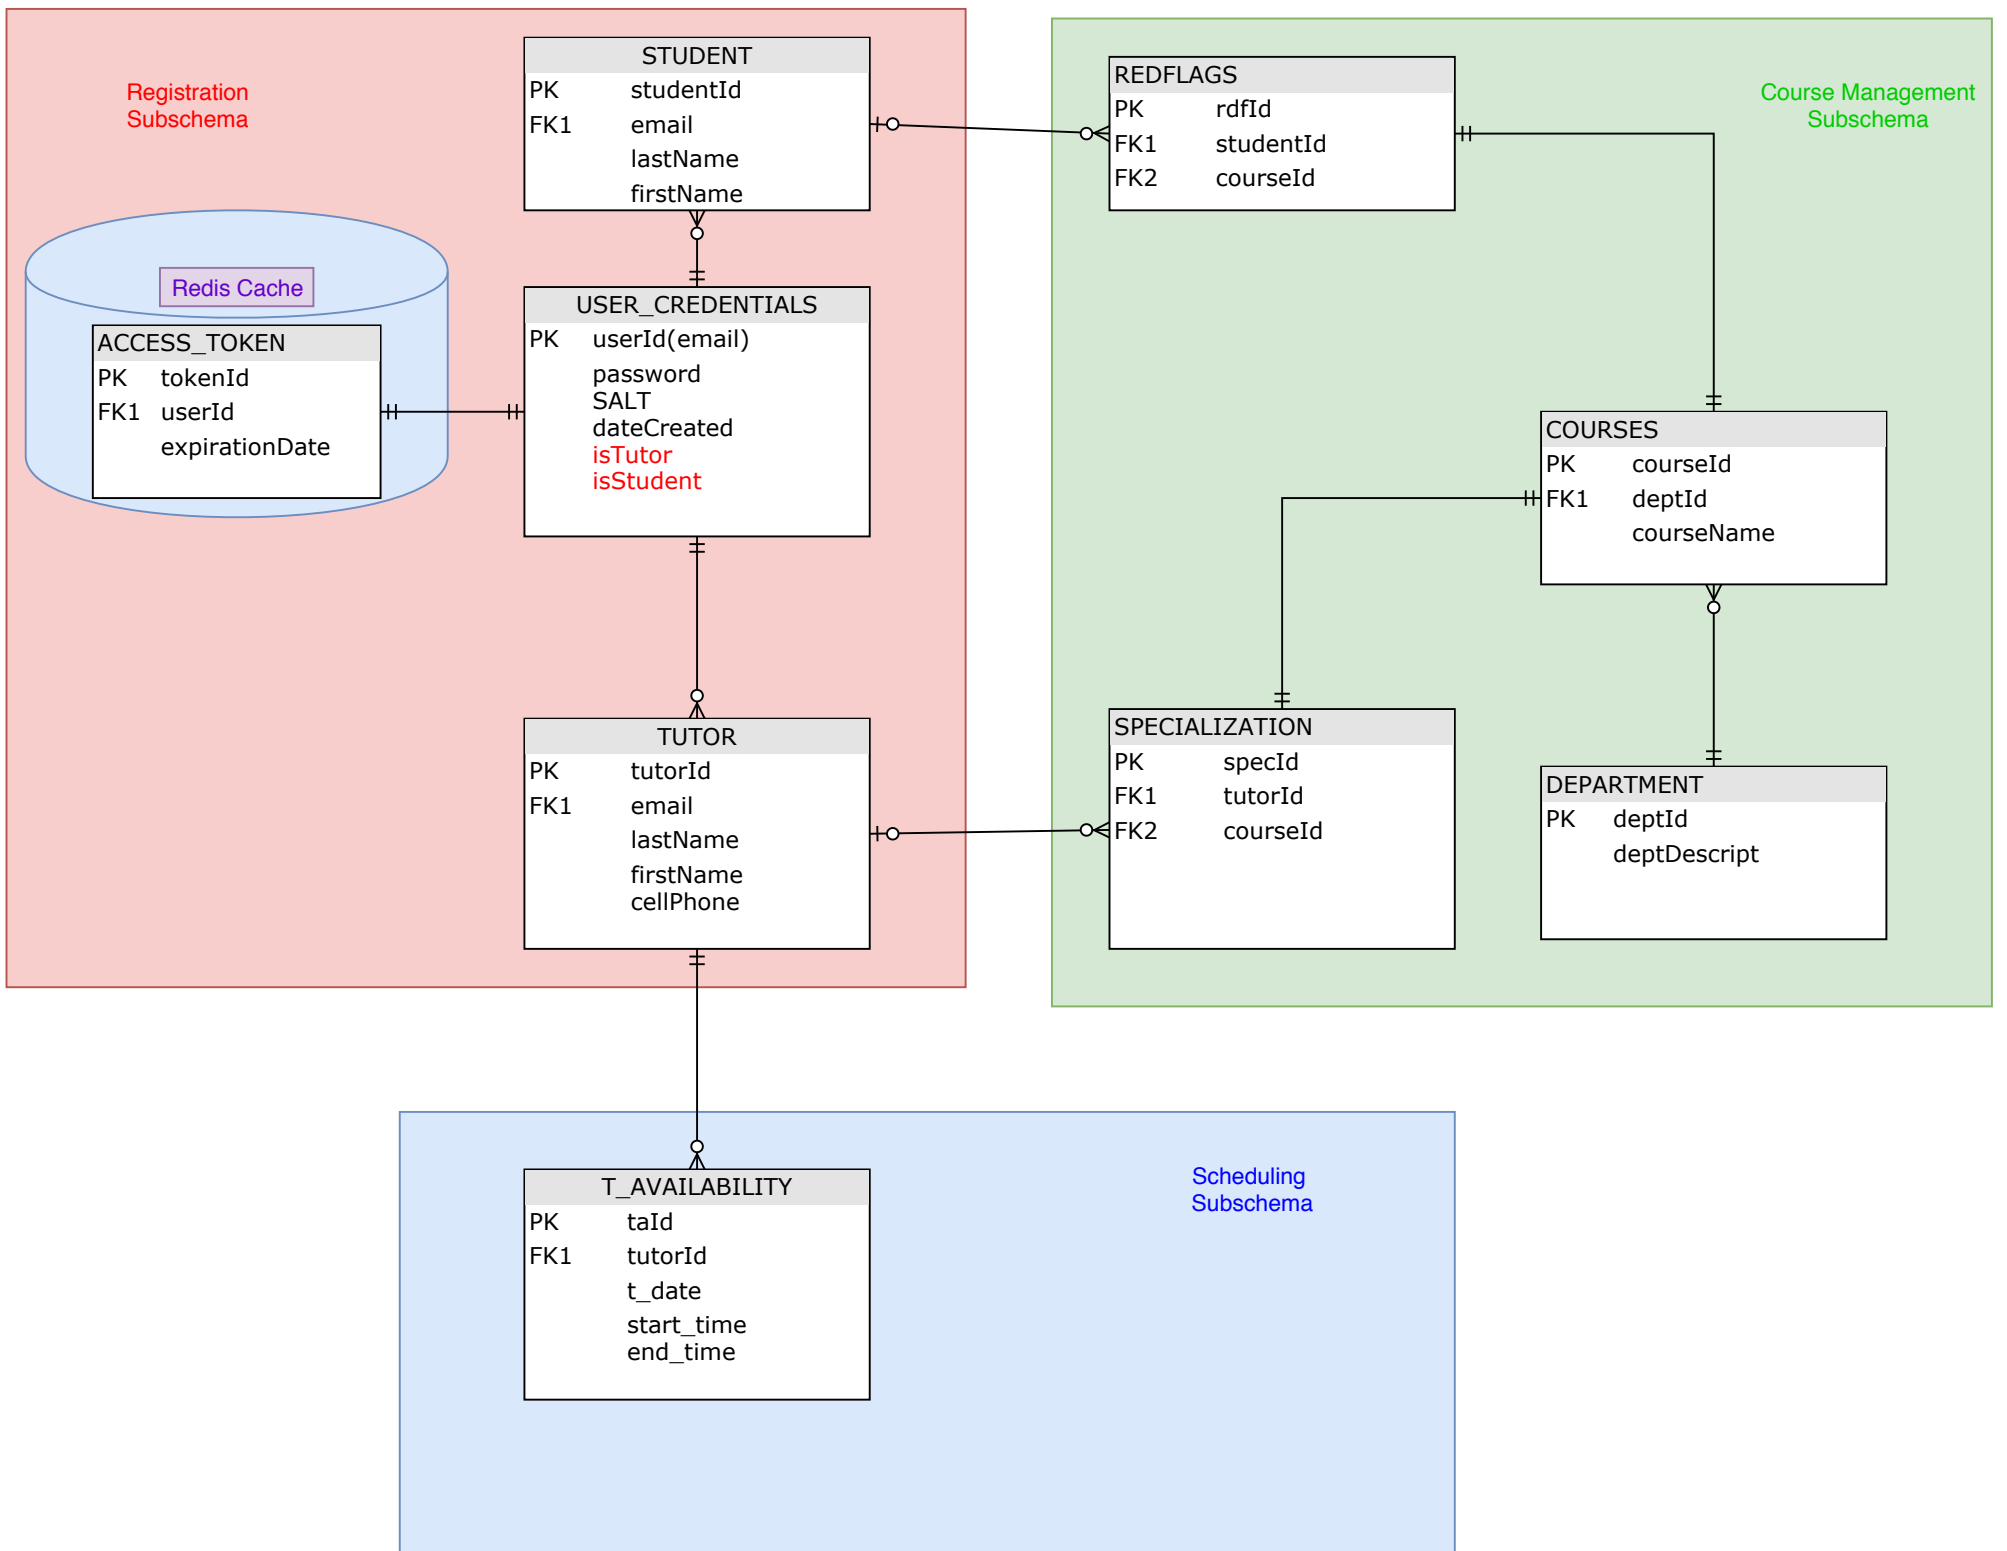 Registration
Subschema
STUDENT
PK studentId
FK1 email
lastName
firstName
Redis Cache
ACCESS_TOKEN
PK tokenId
FK1 userId
expirationDate
USER_CREDENTIALS
PK userId(email)
password
SALT
dateCreated
isTutor
isStudent
TUTOR
PK tutorId
FK1 email
lastName
firstName
cellPhone
Course Management
Subschema
REDFLAGS
PK rdfId
FK1 studentId
FK2 courseId
COURSES
PK courseId
FK1 deptId
courseName
SPECIALIZATION
PK specId
FK1 tutorId
FK2 courseId
DEPARTMENT
PK deptId
deptDescript
Scheduling
Subschema
T_AVAILABILITY
PK taId
FK1 tutorId
t_date
start_time
end_time